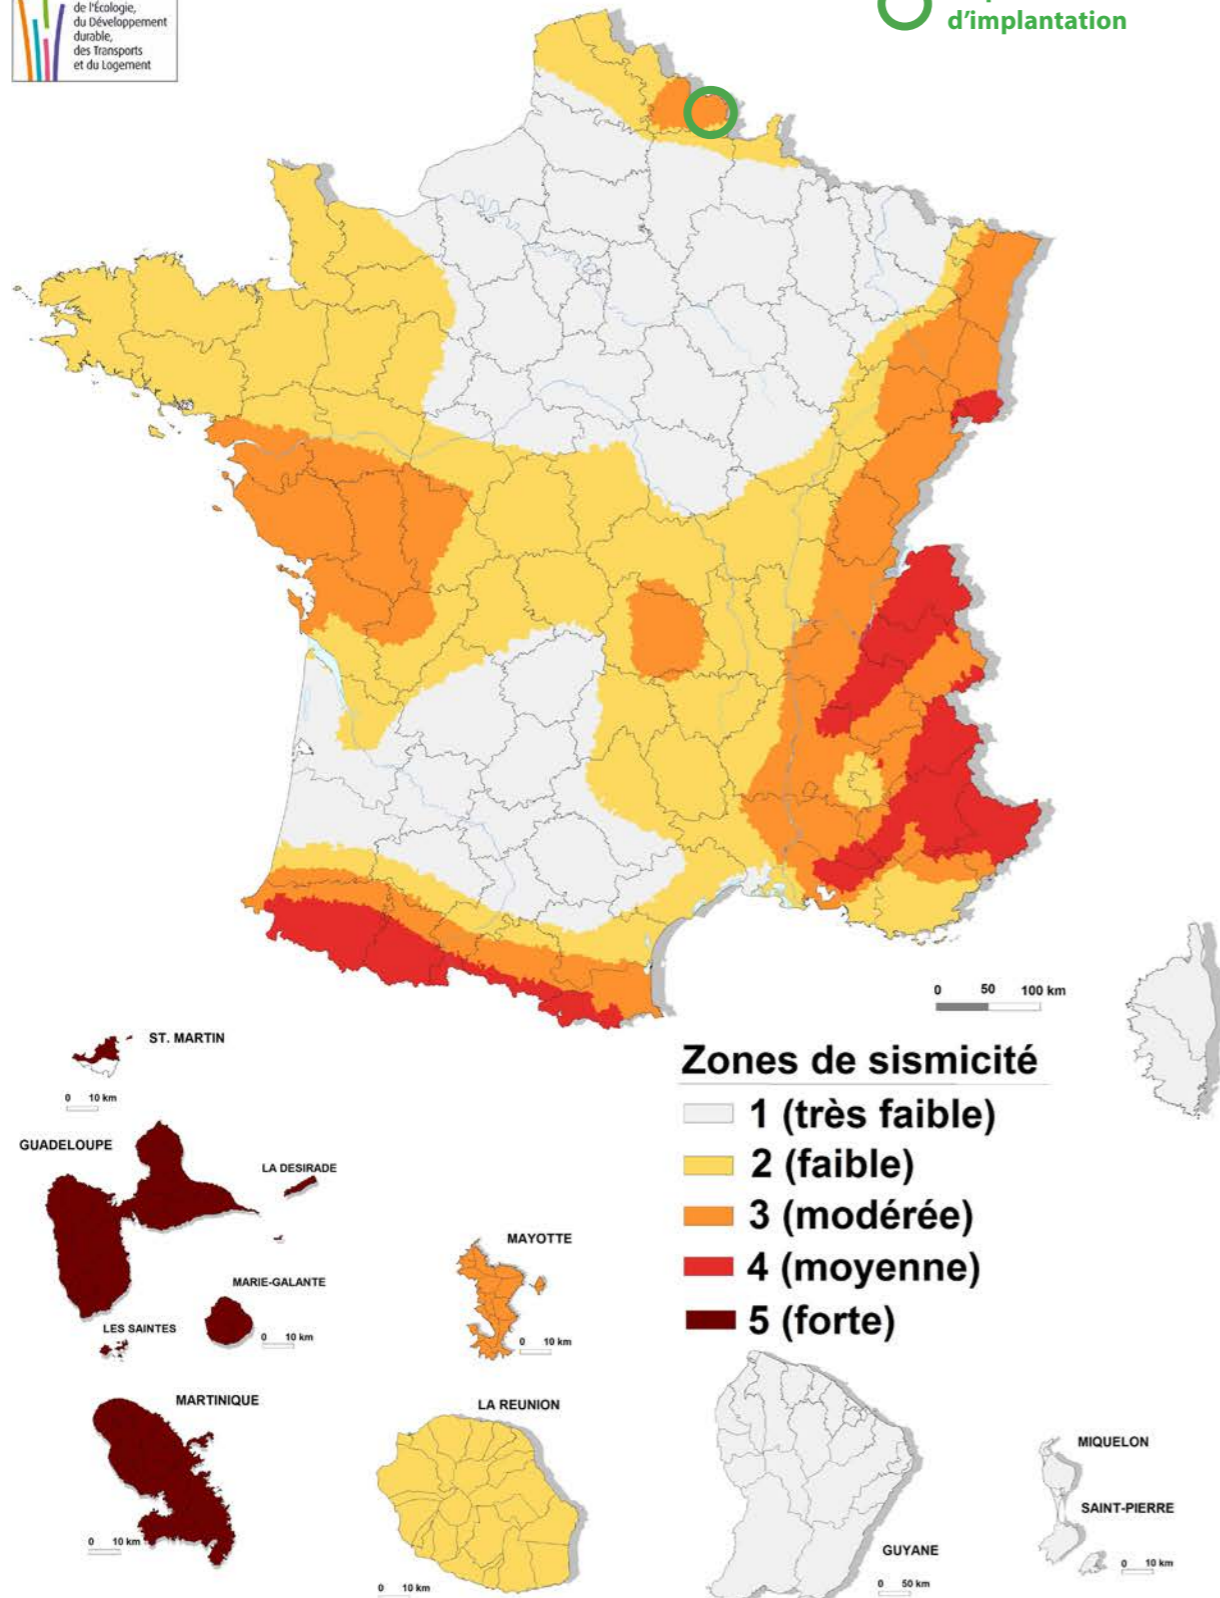 de l'Écologie,
du Développement
durable,
des Transports
et du Logement
d'implantation
0 50 100 km
ST. MARTIN
0 10 km
GUADELOUPE
LA DESIRADE
MARIE-GALANTE
0 10 km
LES SAINTES
MAYOTTE
0 10 km
Zones de sismicité
1 (très faible)
2 (faible)
3 (modérée)
4 (moyenne)
5 (forte)
MARTINIQUE
0 10 km
LA REUNION
0 10 km
GUYANE
0 50 km
MIQUELON
SAINT-PIERRE
0 10 km